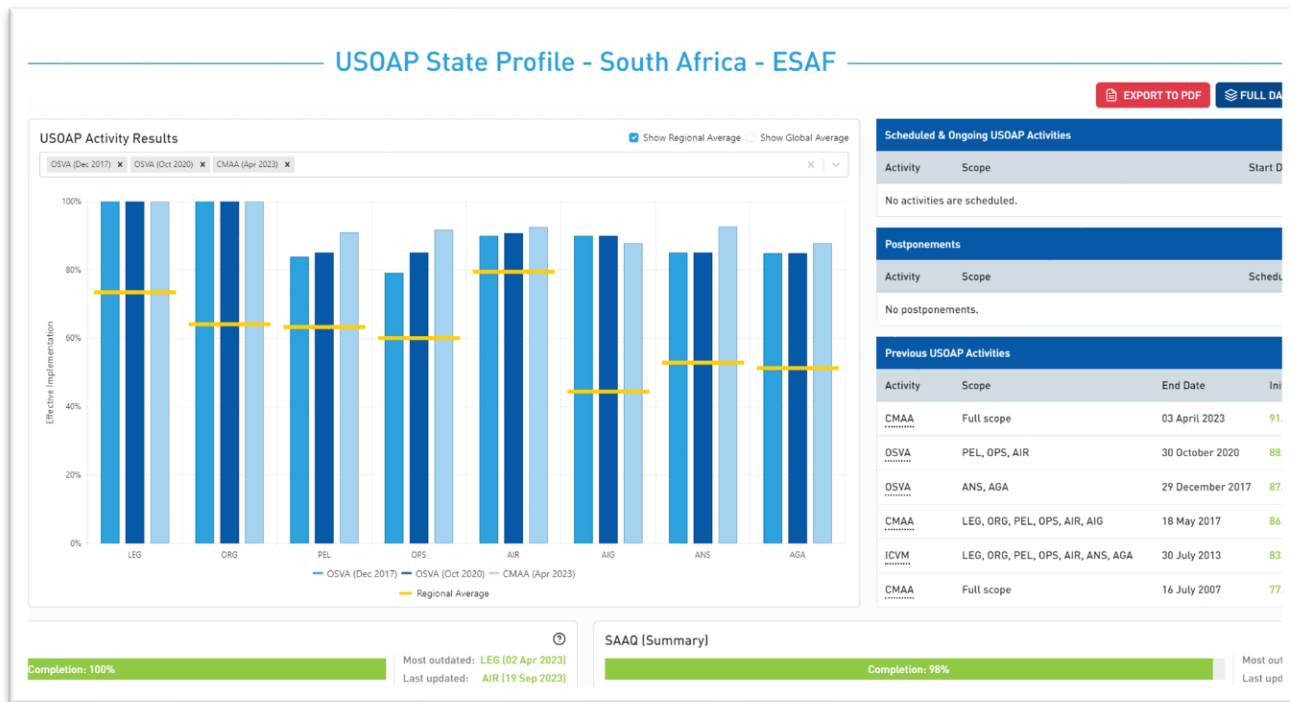 USOAP State Profile - South Africa - ESAF
EXPORT TO PDF
FULL DA
USOAP Activity Results
Show Regional Average
Show Global Average
OSVA (Dec 2017) x OSVA (Oct 2020) x CMAA (Apr 2023) x
Effective Implementation
100%
80%
60%
40%
20%
0%
LEG ORG PEL OPS AIR AIG ANS AGA
OSVA (Dec 2017) OSVA (Oct 2020) CMAA (Apr 2023)
Regional Average
Scheduled & Ongoing USOAP Activities
Activity Scope Start D
No activities are scheduled.
Postponements
Activity Scope Schedu
No postponements.
Previous USOAP Activities
Activity Scope End Date Ini
CMAA Full scope 03 April 2023 91.
OSVA PEL, OPS, AIR 30 October 2020 88.
OSVA ANS, AGA 29 December 2017 87.
CMAA LEG, ORG, PEL, OPS, AIR, AIG 18 May 2017 86.
ICVM LEG, ORG, PEL, OPS, AIR, ANS, AGA 30 July 2013 83.
CMAA Full scope 16 July 2007 77.
Completion: 100%
Most outdated: LEG (02 Apr 2023)
Last updated: AIR (19 Sep 2023)
SAAQ (Summary)
Completion: 98%
Most out
Last upd